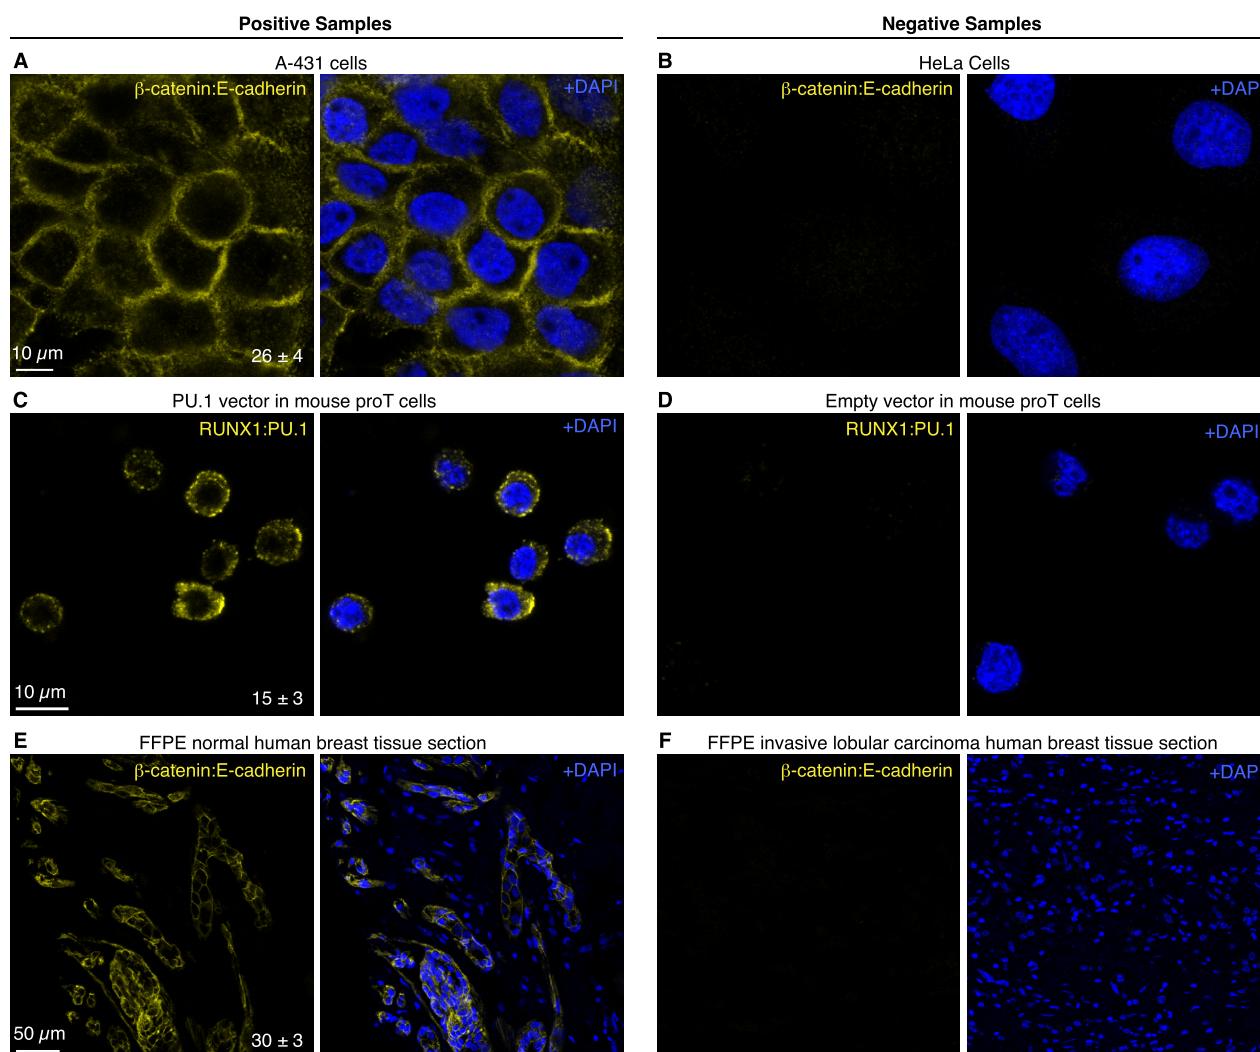 Positive Samples
Negative Samples
A
A-431 cells
B
HeLa Cells
β-catenin:E-cadherin
+DAPI
β-catenin:E-cadherin
+DAP
10 µm
26 ± 4
C
PU.1 vector in mouse proT cells
D
Empty vector in mouse proT cells
RUNX1:PU.1
+DAPI
RUNX1:PU.1
+DAPI
10 µm
15 ± 3
E
FFPE normal human breast tissue section
F
FFPE invasive lobular carcinoma human breast tissue section
β-catenin:E-cadherin
+DAPI
β-catenin:E-cadherin
+DAP
50 µm
30 ± 3